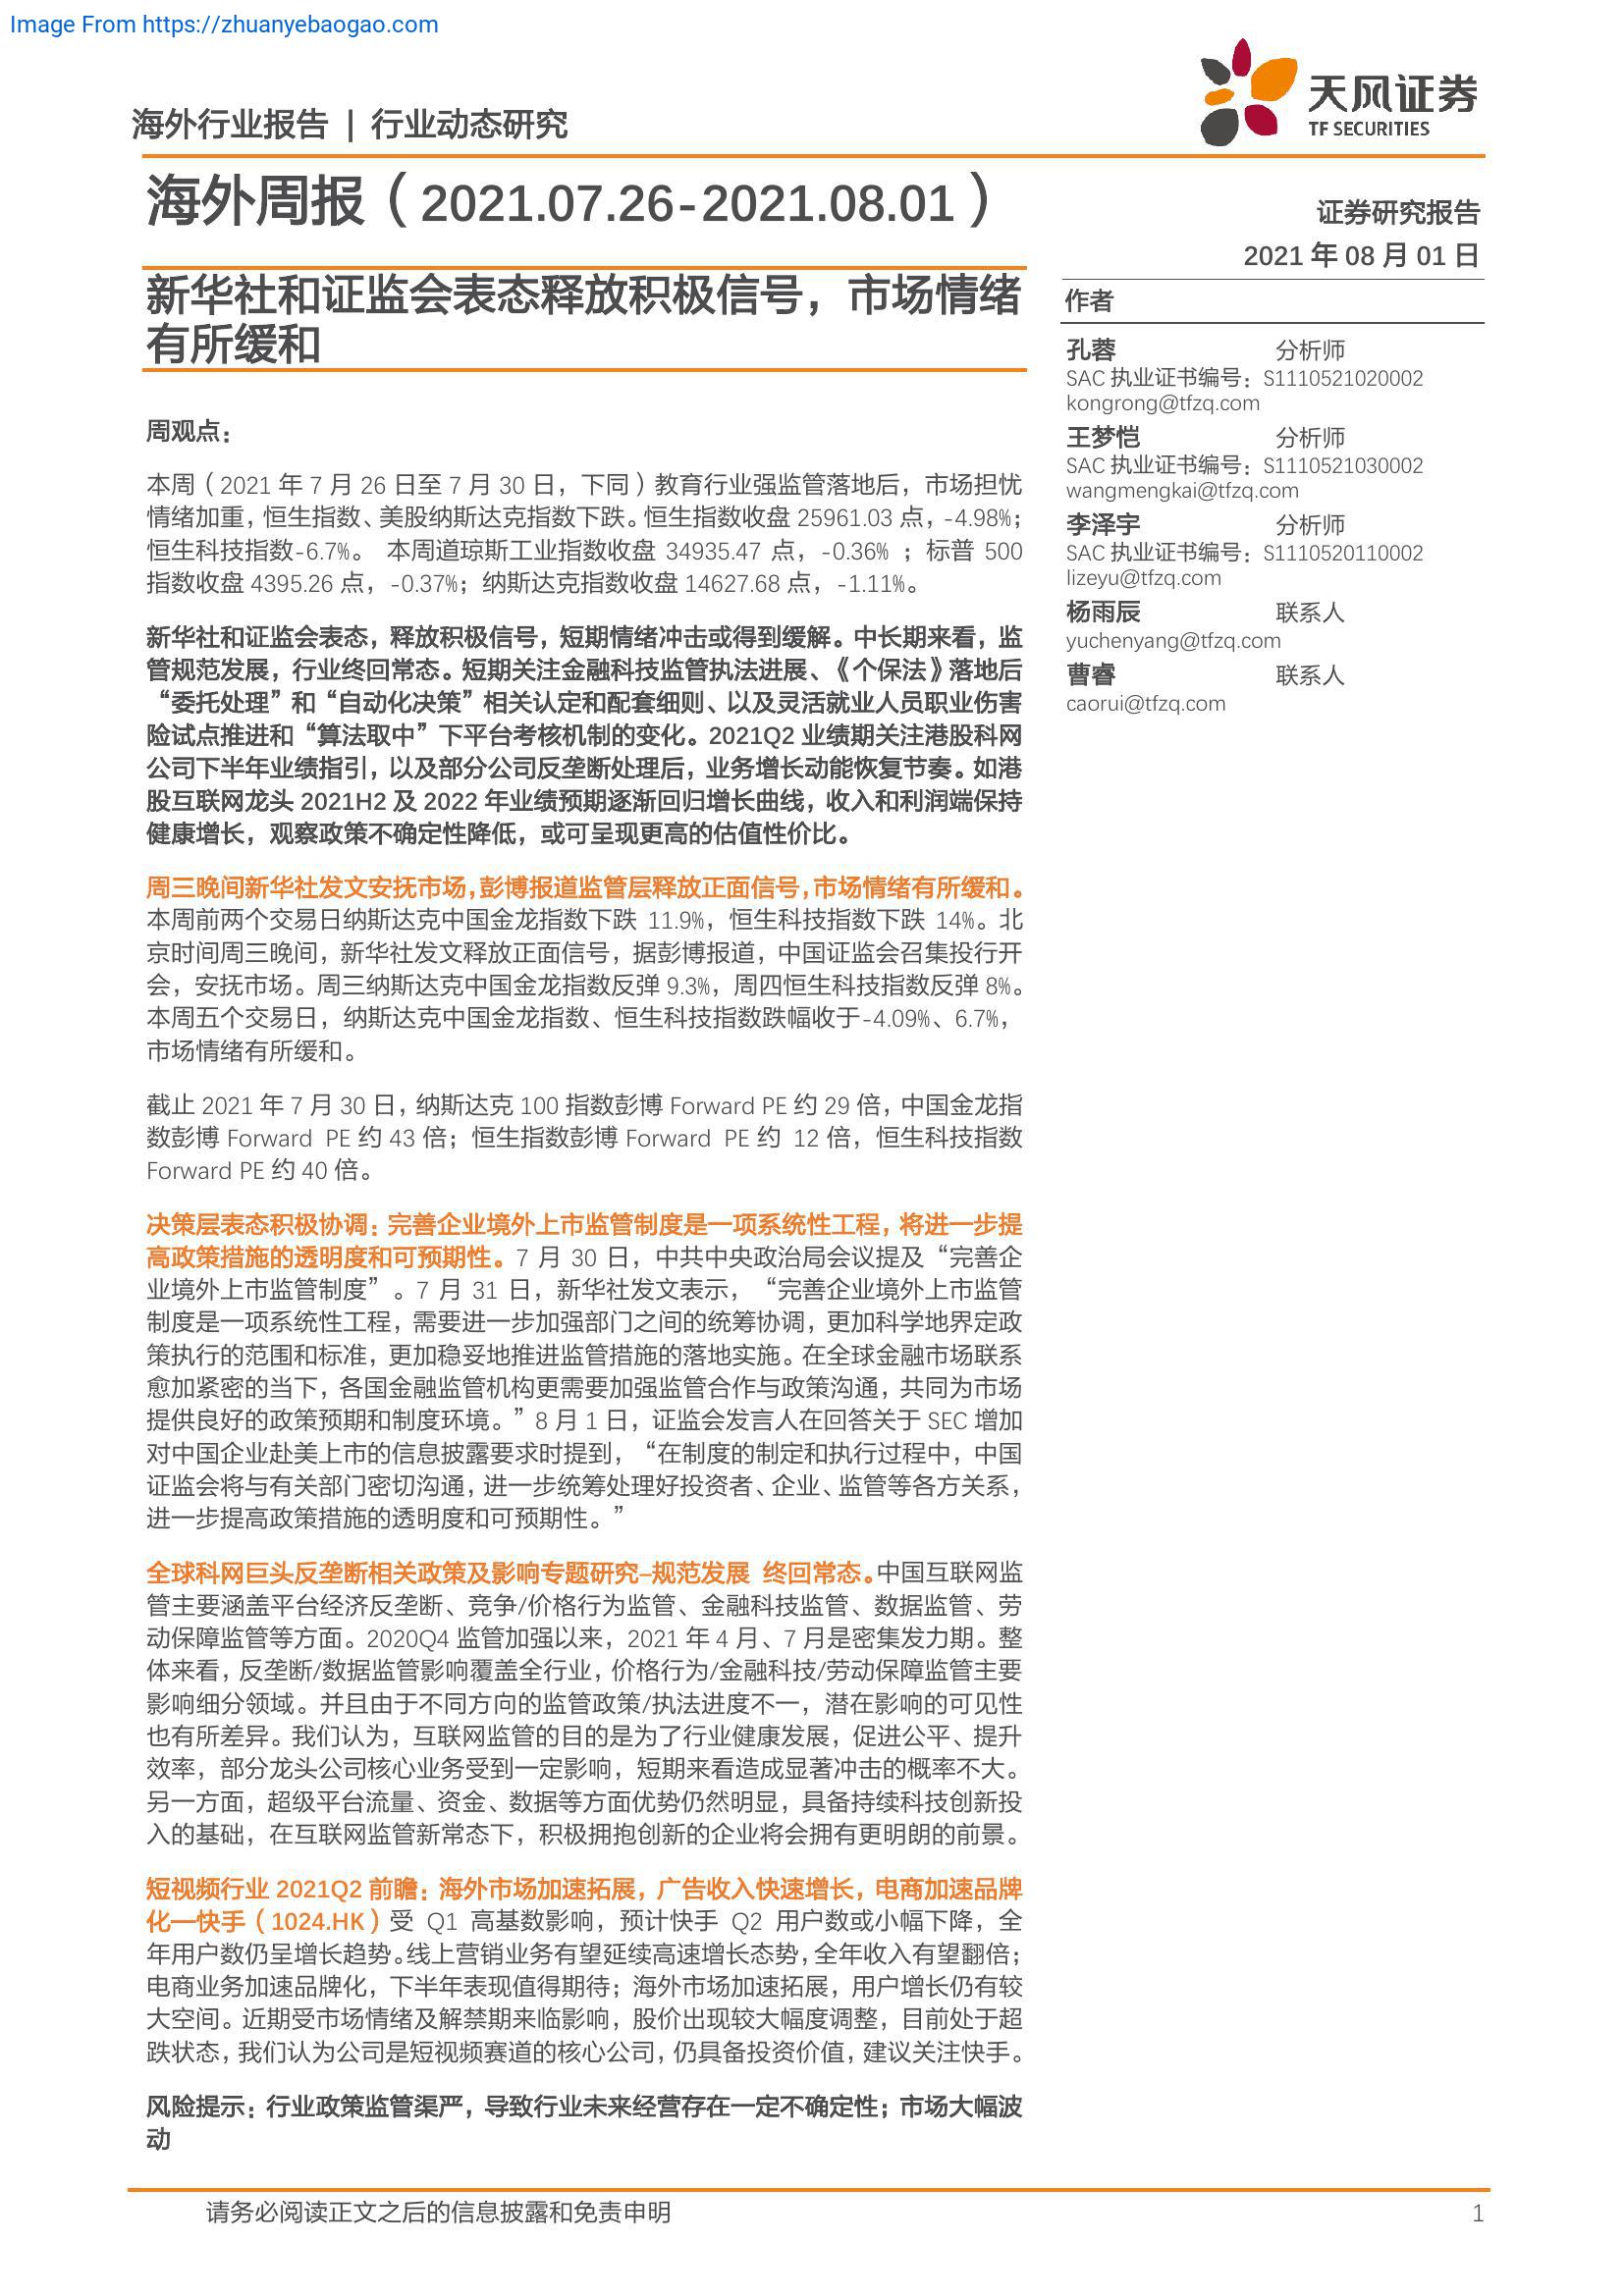 Image From https://zhuanyebaogao.com
海外行业报告 | 行业动态研究
天风证券
TF SECURITIES
海外周报（2021.07.26-2021.08.01）
证券研究报告
2021 年 08 月 01 日
新华社和证监会表态释放积极信号，市场情绪
有所缓和
作者
孔蓉 分析师
SAC 执业证书编号：S1110521020002
kongrong@tfzq.com
王梦恺 分析师
SAC 执业证书编号：S1110521030002
wangmengkai@tfzq.com
李泽宇 分析师
SAC 执业证书编号：S1110520110002
lizeyu@tfzq.com
杨雨辰 联系人
yuchenyang@tfzq.com
曹睿 联系人
caorui@tfzq.com
周观点：
本周（2021 年 7 月 26 日至 7 月 30 日，下同）教育行业强监管落地后，市场担忧
情绪加重，恒生指数、美股纳斯达克指数下跌。恒生指数收盘 25961.03 点，-4.98%；
恒生科技指数-6.7%。 本周道琼斯工业指数收盘 34935.47 点，-0.36% ；标普 500
指数收盘 4395.26 点，-0.37%；纳斯达克指数收盘 14627.68 点，-1.11%。
新华社和证监会表态，释放积极信号，短期情绪冲击或得到缓解。中长期来看，监
管规范发展，行业终回常态。短期关注金融科技监管执法进展、《个保法》落地后
“委托处理”和“自动化决策”相关认定和配套细则、以及灵活就业人员职业伤害
险试点推进和“算法取中”下平台考核机制的变化。2021Q2 业绩期关注港股科网
公司下半年业绩指引，以及部分公司反垄断处理后，业务增长动能恢复节奏。如港
股互联网龙头 2021H2 及 2022 年业绩预期逐渐回归增长曲线，收入和利润端保持
健康增长，观察政策不确定性降低，或可呈现更高的估值性价比。
周三晚间新华社发文安抚市场，彭博报道监管层释放正面信号，市场情绪有所缓和。
本周前两个交易日纳斯达克中国金龙指数下跌 11.9%，恒生科技指数下跌 14%。北
京时间周三晚间，新华社发文释放正面信号，据彭博报道，中国证监会召集投行开
会，安抚市场。周三纳斯达克中国金龙指数反弹 9.3%，周四恒生科技指数反弹 8%。
本周五个交易日，纳斯达克中国金龙指数、恒生科技指数跌幅收于-4.09%、6.7%，
市场情绪有所缓和。
截止 2021 年 7 月 30 日，纳斯达克 100 指数彭博 Forward PE 约 29 倍，中国金龙指
数彭博 Forward PE 约 43 倍；恒生指数彭博 Forward PE 约 12 倍，恒生科技指数
Forward PE 约 40 倍。
决策层表态积极协调：完善企业境外上市监管制度是一项系统性工程，将进一步提
高政策措施的透明度和可预期性。7 月 30 日，中共中央政治局会议提及“完善企
业境外上市监管制度”。7 月 31 日，新华社发文表示，“完善企业境外上市监管
制度是一项系统性工程，需要进一步加强部门之间的统筹协调，更加科学地界定政
策执行的范围和标准，更加稳妥地推进监管措施的落地实施。在全球金融市场联系
愈加紧密的当下，各国金融监管机构更需要加强监管合作与政策沟通，共同为市场
提供良好的政策预期和制度环境。”8 月 1 日，证监会发言人在回答关于 SEC 增加
对中国企业赴美上市的信息披露要求时提到，“在制度的制定和执行过程中，中国
证监会将与有关部门密切沟通，进一步统筹处理好投资者、企业、监管等各方关系，
进一步提高政策措施的透明度和可预期性。”
全球科网巨头反垄断相关政策及影响专题研究–规范发展 终回常态。中国互联网监
管主要涵盖平台经济反垄断、竞争/价格行为监管、金融科技监管、数据监管、劳
动保障监管等方面。2020Q4 监管加强以来，2021 年 4 月、7 月是密集发力期。整
体来看，反垄断/数据监管影响覆盖全行业，价格行为/金融科技/劳动保障监管主要
影响细分领域。并且由于不同方向的监管政策/执法进度不一，潜在影响的可见性
也有所差异。我们认为，互联网监管的目的是为了行业健康发展，促进公平、提升
效率，部分龙头公司核心业务受到一定影响，短期来看造成显著冲击的概率不大。
另一方面，超级平台流量、资金、数据等方面优势仍然明显，具备持续科技创新投
入的基础，在互联网监管新常态下，积极拥抱创新的企业将会拥有更明朗的前景。
短视频行业 2021Q2 前瞻：海外市场加速拓展，广告收入快速增长，电商加速品牌
化—快手（1024.HK）受 Q1 高基数影响，预计快手 Q2 用户数或小幅下降，全
年用户数仍呈增长趋势。线上营销业务有望延续高速增长态势，全年收入有望翻倍；
电商业务加速品牌化，下半年表现值得期待；海外市场加速拓展，用户增长仍有较
大空间。近期受市场情绪及解禁期来临影响，股价出现较大幅度调整，目前处于超
跌状态，我们认为公司是短视频赛道的核心公司，仍具备投资价值，建议关注快手。
风险提示：行业政策监管渠严，导致行业未来经营存在一定不确定性；市场大幅波
动
请务必阅读正文之后的信息披露和免责申明 1